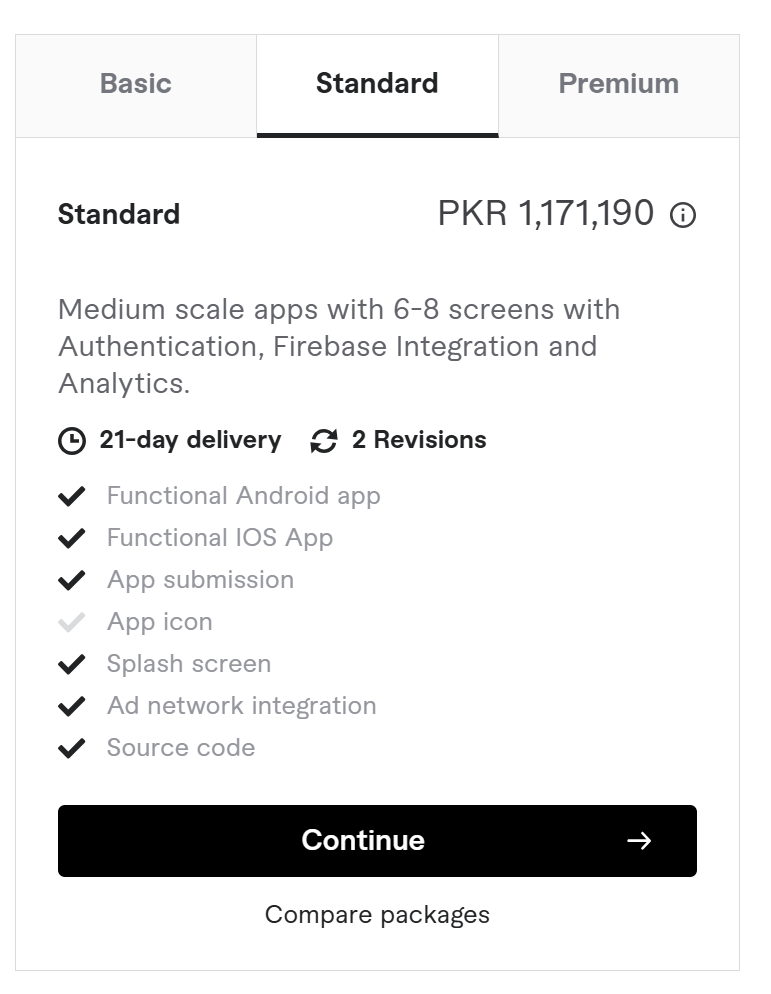 Basic
Standard
Premium
Standard
PKR 1,171,190
Medium scale apps with 6-8 screens with
Authentication, Firebase Integration and
Analytics.
21-day delivery
2 Revisions
Functional Android app
Functional IOS App
App submission
App icon
Splash screen
Ad network integration
Source code
Continue
Compare packages